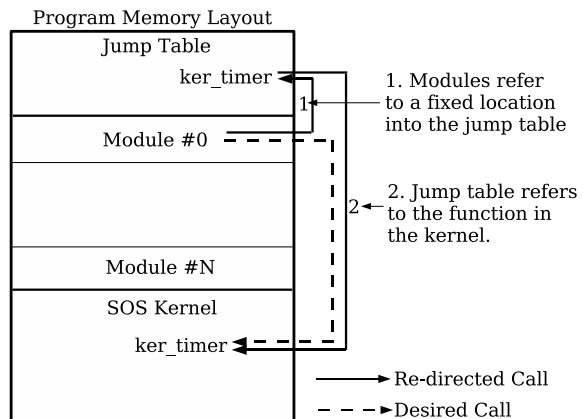 Program Memory Layout
Jump Table
ker_timer
1
1. Modules refer
to a fixed location
into the jump table
Module #0
2
2. Jump table refers
to the function in
the kernel.
Module #N
SOS Kernel
ker_timer
Re-directed Call
Desired Call